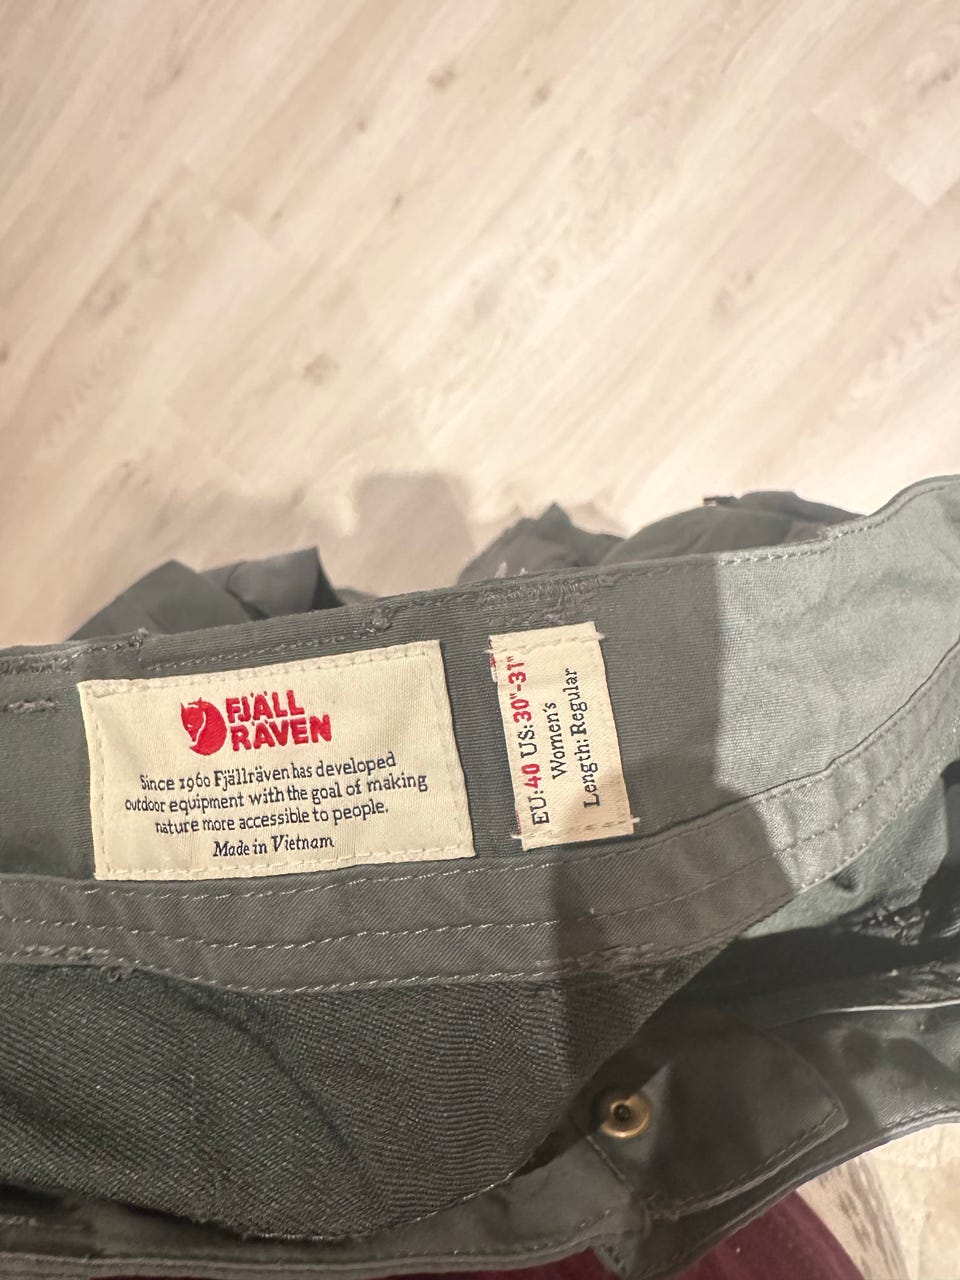 FJÄLL
RÄVEN
Since 1960 Fjällräven has developed
outdoor equipment with the goal of making
nature more accessible to people.
Made in Vietnam
EU:40 US:30"-31"
Women's
Length: Regular